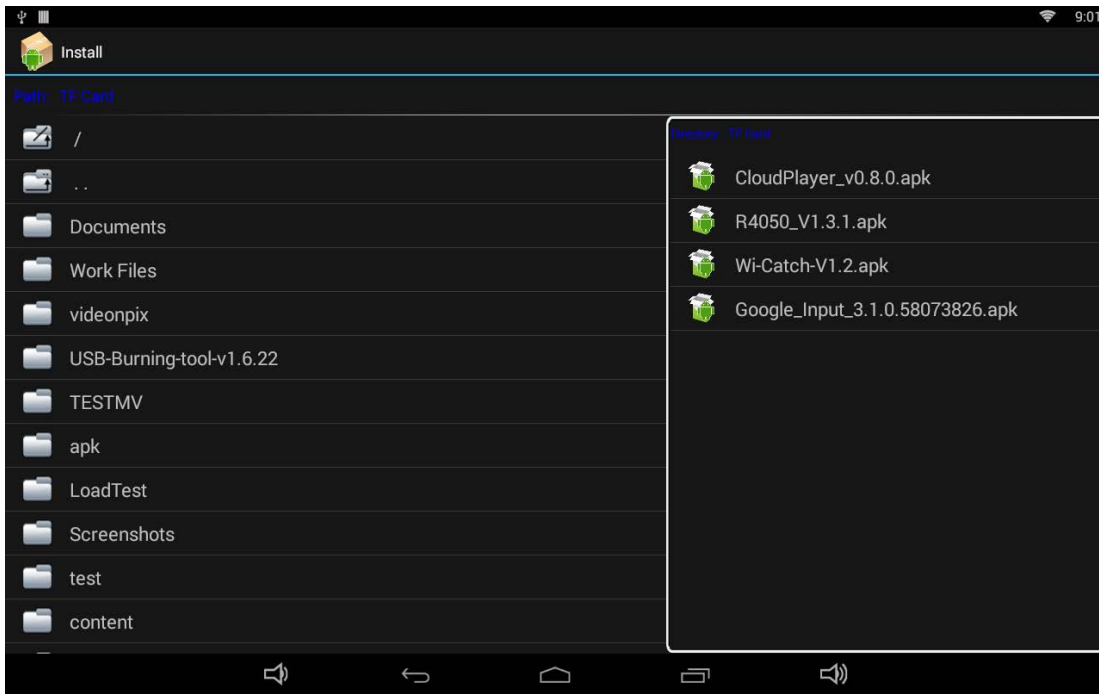 9:01
Install
Path: TF Card
/
..
Documents
Work Files
videonpix
USB-Burning-tool-v1.6.22
TESTMV
apk
LoadTest
Screenshots
test
content
Directory: TF Card
CloudPlayer_v0.8.0.apk
R4050_V1.3.1.apk
Wi-Catch-V1.2.apk
Google_Input_3.1.0.58073826.apk